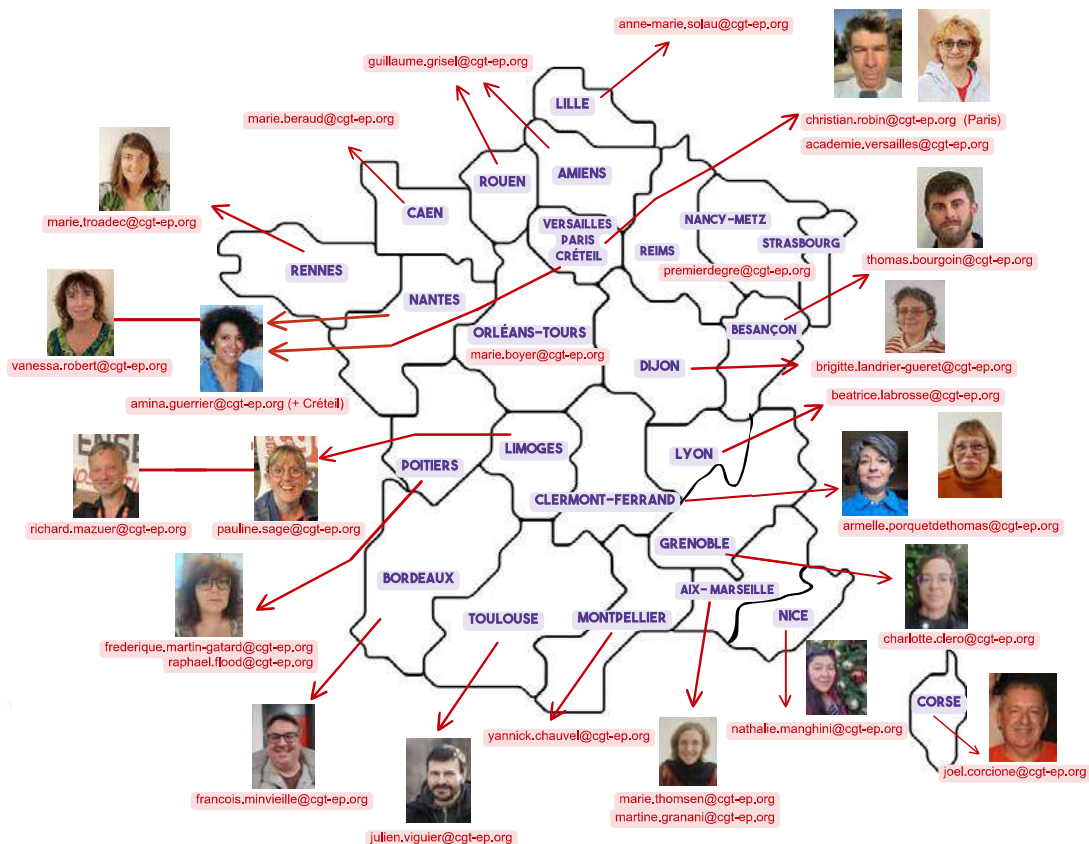 anne-marie.solau@cgt-ep.org
guillaume.grisel@cgt-ep.org
LILLE
marie.beraud@cgt-ep.org
christian.robin@cgt-ep.org (Paris)
academie.versailles@cgt-ep.org
ROUEN
AMIENS
CAEN
marie.troadec@cgt-ep.org
VERSAILLES
PARIS
CRÉTEIL
NANCY-METZ
STRASBOURG
REIMS
RENNES
premierdegre@cgt-ep.org
thomas.bourgoin@cgt-ep.org
NANTES
ORLÉANS-TOURS
marie.boyer@cgt-ep.org
BESANÇON
vanessa.robert@cgt-ep.org
DIJON
brigitte.landrier-gueret@cgt-ep.org
amina.guerrier@cgt-ep.org (+ Créteil)
beatrice.labrosse@cgt-ep.org
ENSE
LIMOGES
LYON
POITIERS
CLERMONT-FERRAND
richard.mazuer@cgt-ep.org
pauline.sage@cgt-ep.org
armelle.porquetdethomas@cgt-ep.org
GRENOBLE
BORDEAUX
AIX-MARSEILLE
TOULOUSE
MONTPELLIER
NICE
charlotte.clero@cgt-ep.org
frederique.martin-gatard@cgt-ep.org
raphael.flood@cgt-ep.org
CORSE
nathalie.manghini@cgt-ep.org
yannick.chauvel@cgt-ep.org
joel.corcione@cgt-ep.org
francois.minvieille@cgt-ep.org
marie.thomsen@cgt-ep.org
martine.granani@cgt-ep.org
julien.viguier@cgt-ep.org